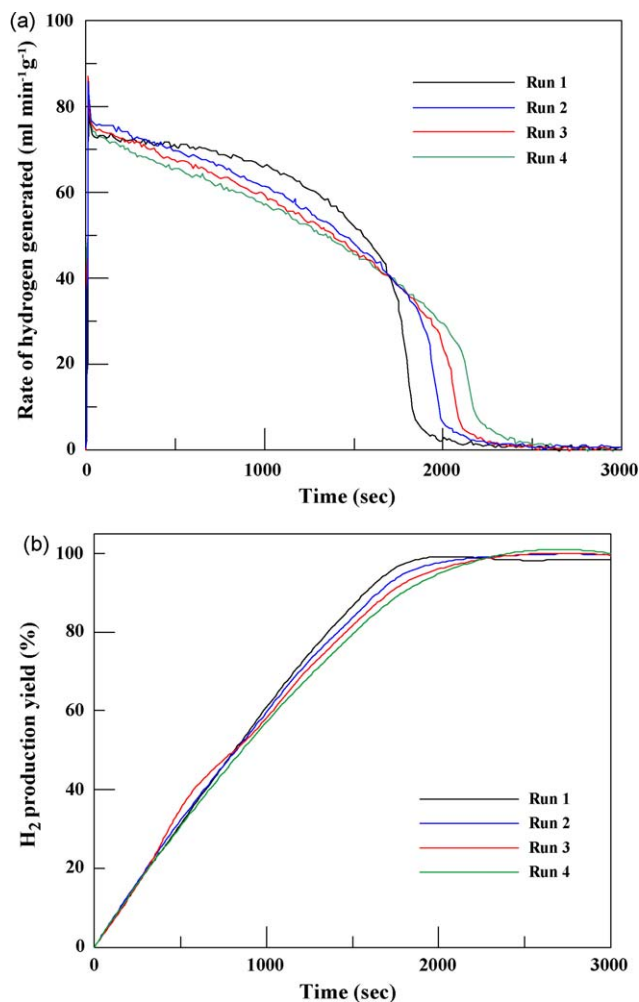 (a)
100
80
60
40
20
0
Rate of hydrogen generated (ml min⁻¹g⁻¹)
Run 1
Run 2
Run 3
Run 4
0 1000 2000 3000
Time (sec)
(b)
100
80
60
40
20
0
H₂ production yield (%)
Run 1
Run 2
Run 3
Run 4
0 1000 2000 3000
Time (sec)